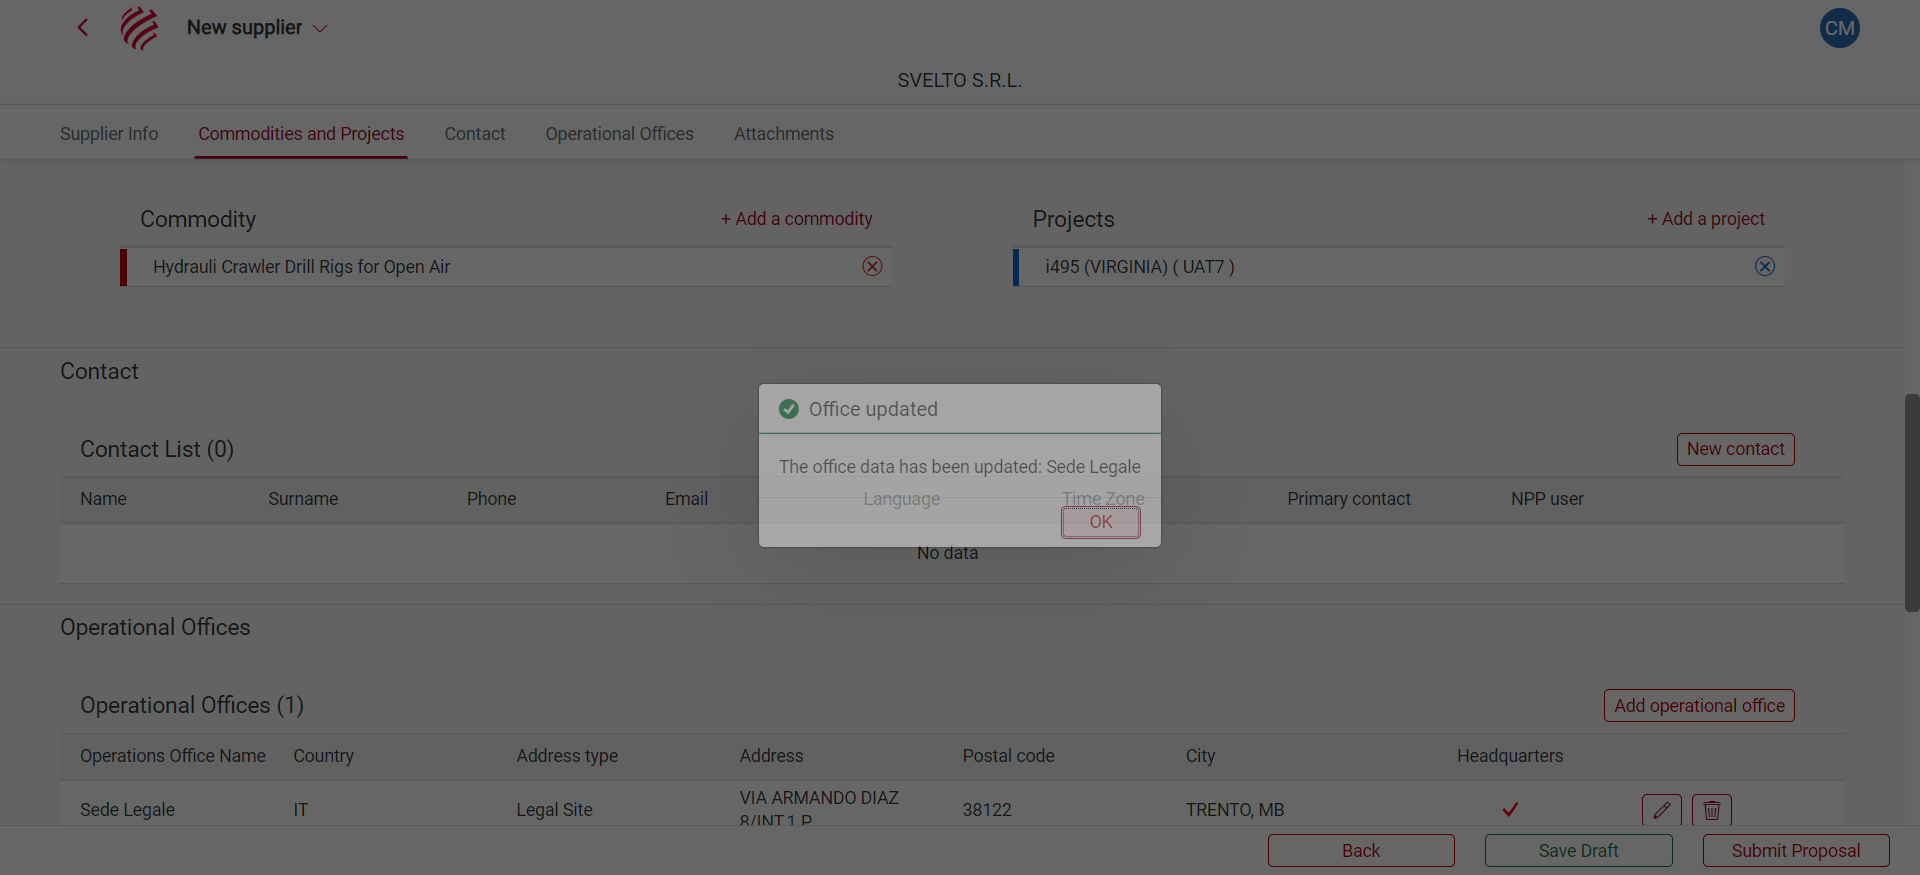 New supplier
CM
SVELTO S.R.L.
Supplier Info Commodities and Projects Contact Operational Offices Attachments
Commodity + Add a commodity Projects + Add a project
Hydrauli Crawler Drill Rigs for Open Air i495 (VIRGINIA) ( UAT7 )
Contact
Office updated
Contact List (0) New contact
The office data has been updated: Sede Legale
Name Surname Phone Email Language Time Zone Primary contact NPP user
OK
No data
Operational Offices
Operational Offices (1) Add operational office
Operations Office Name Country Address type Address Postal code City Headquarters
Sede Legale IT Legal Site VIA ARMANDO DIAZ 38122 TRENTO, MB
8/INT.1 P
Back Save Draft Submit Proposal